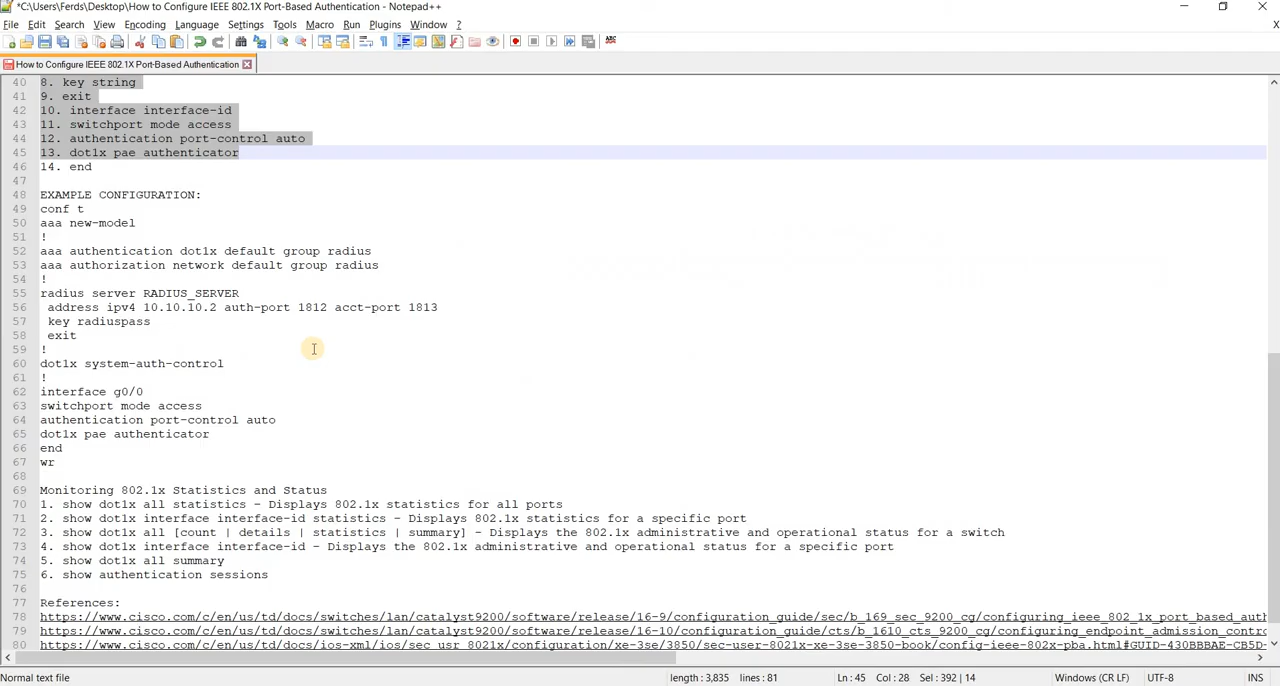 *C:\Users\Ferds\Desktop\How to Configure IEEE 802.1X Port-Based Authentication - Notepad++
File Edit Search View Encoding Language Settings Tools Macro Run Plugins Window ? X
ABC
How to Configure IEEE 802.1X Port-Based Authentication
40 8. key string
41 9. exit
42 10. interface interface-id
43 11. switchport mode access
44 12. authentication port-control auto
45 13. dot1x pae authenticator
46 14. end
47
48 EXAMPLE CONFIGURATION:
49 conf t
50 aaa new-model
51 !
52 aaa authentication dot1x default group radius
53 aaa authorization network default group radius
54 !
55 radius server RADIUS_SERVER
56 address ipv4 10.10.10.2 auth-port 1812 acct-port 1813
57 key radiuspass
58 exit
59 !
60 dot1x system-auth-control
61 !
62 interface g0/0
63 switchport mode access
64 authentication port-control auto
65 dot1x pae authenticator
66 end
67 wr
68
69 Monitoring 802.1x Statistics and Status
70 1. show dot1x all statistics - Displays 802.1x statistics for all ports
71 2. show dot1x interface interface-id statistics - Displays 802.1x statistics for a specific port
72 3. show dot1x all [count | details | statistics | summary] - Displays the 802.1x administrative and operational status for a switch
73 4. show dot1x interface interface-id - Displays the 802.1x administrative and operational status for a specific port
74 5. show dot1x all summary
75 6. show authentication sessions
76
77 References:
78 https://www.cisco.com/c/en/us/td/docs/switches/lan/catalyst9200/software/release/16-9/configuration_guide/sec/b_169_sec_9200_cg/configuring_ieee_802_1x_port_based_auth
79 https://www.cisco.com/c/en/us/td/docs/switches/lan/catalyst9200/software/release/16-10/configuration_guide/cts/b_1610_cts_9200_cg/configuring_endpoint_admission_contro
80 https://www.cisco.com/c/en/us/td/docs/ios-xml/ios/sec_usr_8021x/configuration/xe-3se/3850/sec-user-8021x-xe-3se-3850-book/config-ieee-802x-pba.html#GUID-430BBBAE-CB5D-
Normal text file length : 3,835 lines : 81 Ln : 45 Col : 28 Sel : 392 | 14 Windows (CR LF) UTF-8 INS